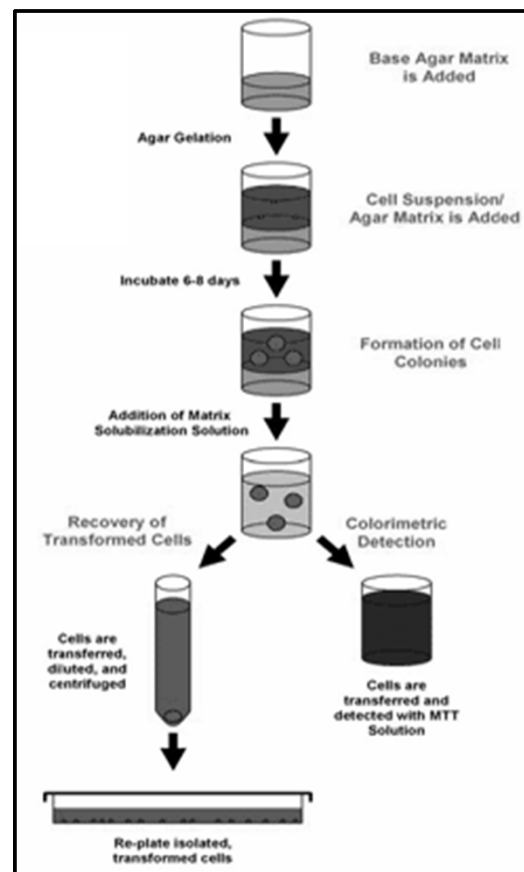 Base Agar Matrix
is Added
Agar Gelation
Cell Suspension/
Agar Matrix is Added
Incubate 6-8 days
Formation of Cell
Colonies
Addition of Matrix
Solubilization Solution
Recovery of
Transformed Cells
Colorimetric
Detection
Cells are
transferred,
diluted, and
centrifuged
Cells are
transferred and
detected with MTT
Solution
Re-plate isolated,
transformed cells